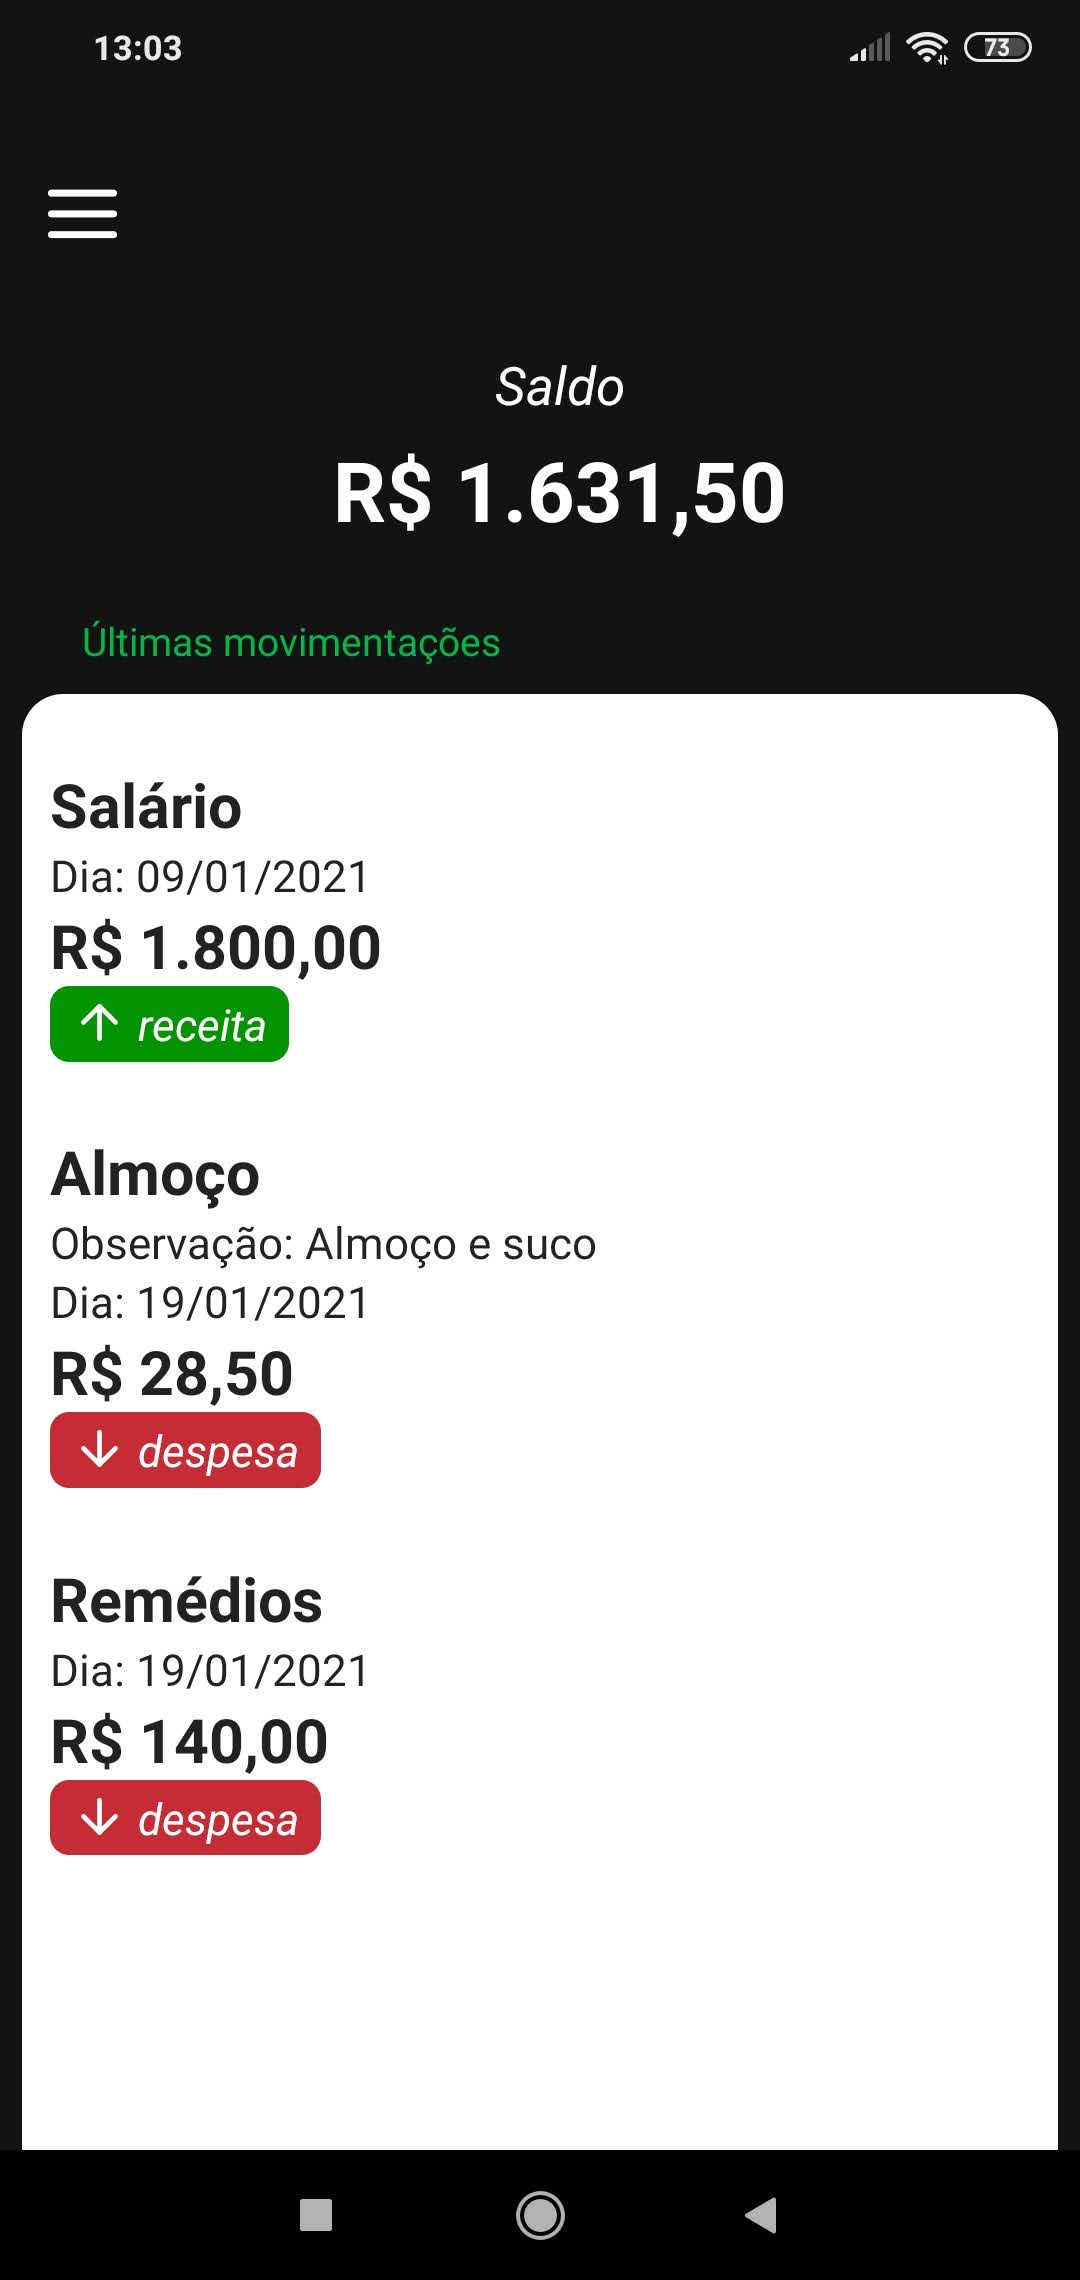 13:03
73
Saldo
R$ 1.631,50
Últimas movimentações
Salário
Dia: 09/01/2021
R$ 1.800,00
receita
Almoço
Observação: Almoço e suco
Dia: 19/01/2021
R$ 28,50
despesa
Remédios
Dia: 19/01/2021
R$ 140,00
despesa